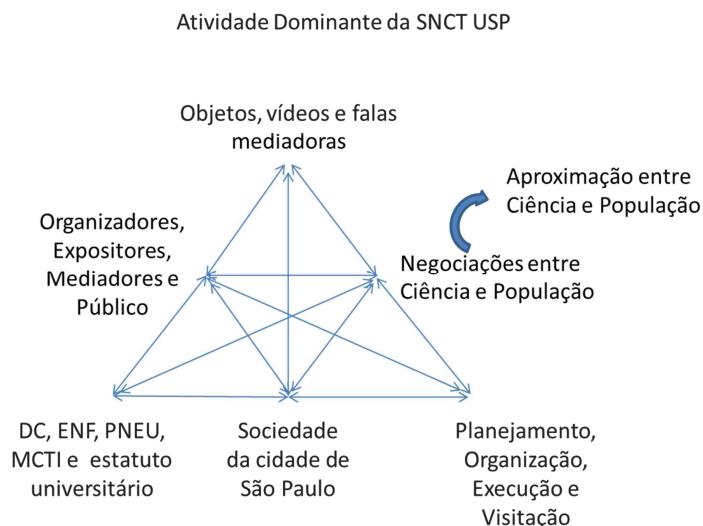 Atividade Dominante da SNCT USP
Objetos, vídeos e falas
mediadoras
Aproximação entre
Ciência e População
Organizadores,
Expositores,
Mediadores e
Público
Negociações entre
Ciência e População
DC, ENF, PNEU,
MCTI e estatuto
universitário
Sociedade
da cidade de
São Paulo
Planejamento,
Organização,
Execução e
Visitação